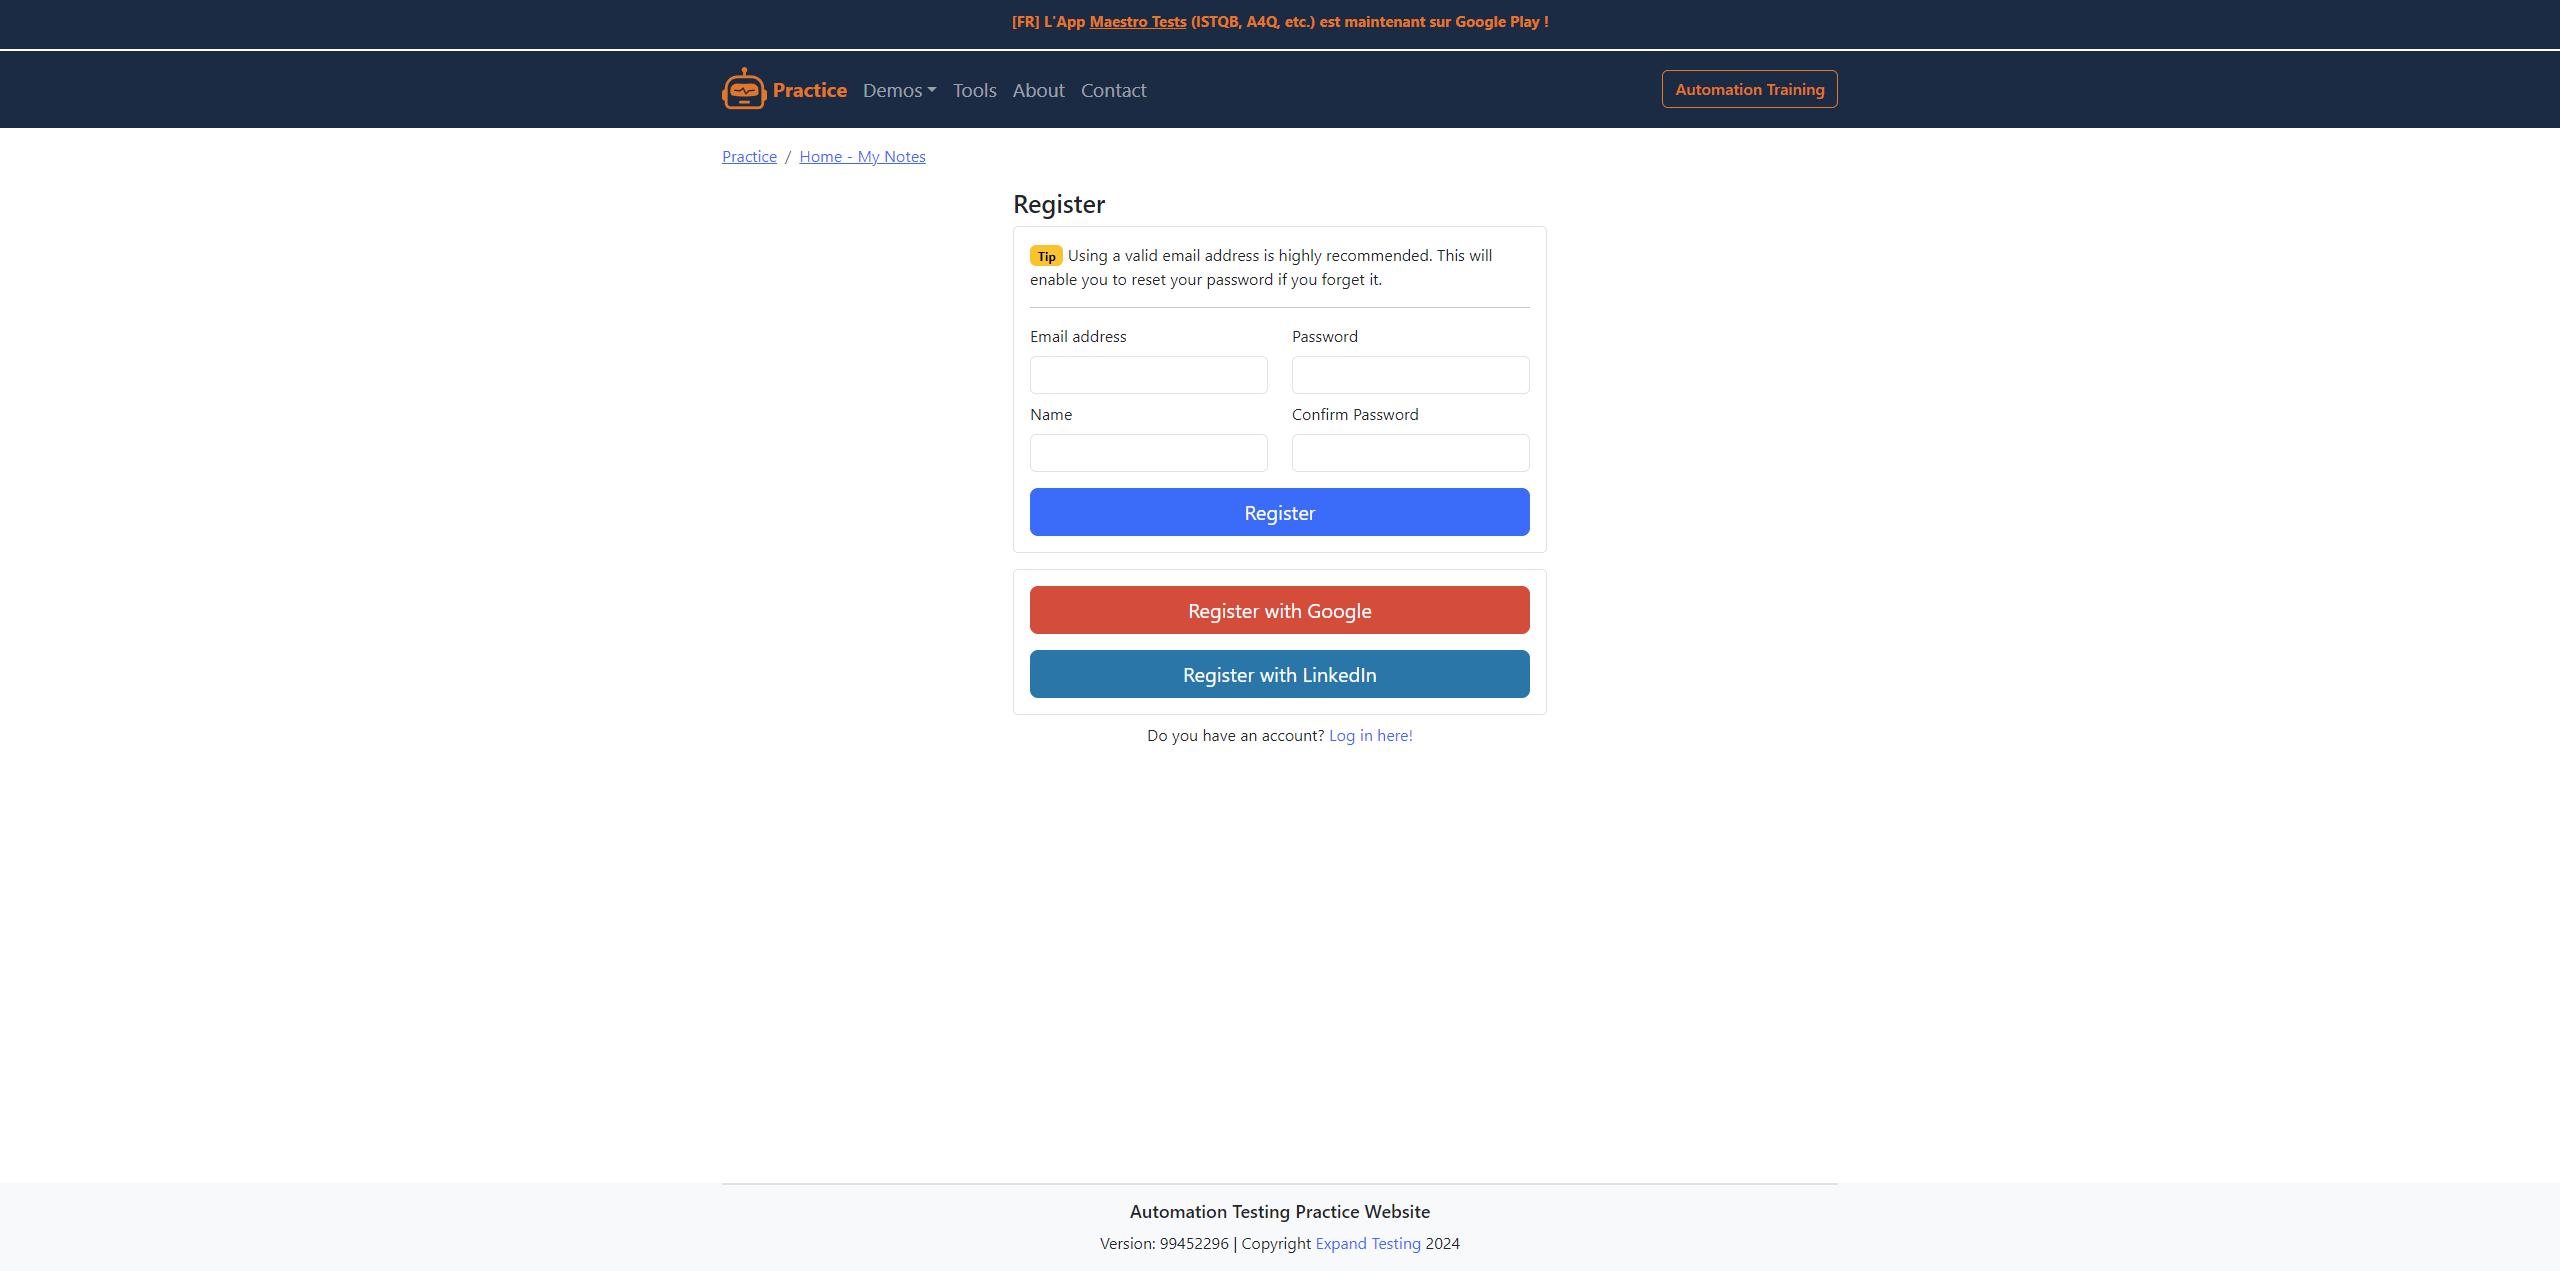 [FR] L'App Maestro Tests (ISTQB, A4Q, etc.) est maintenant sur Google Play !
Practice Demos Tools About Contact Automation Training
Practice / Home - My Notes
Register
Tip Using a valid email address is highly recommended. This will
enable you to reset your password if you forget it.
Email address Password
Name Confirm Password
Register
Register with Google
Register with LinkedIn
Do you have an account? Log in here!
Automation Testing Practice Website
Version: 99452296 | Copyright Expand Testing 2024